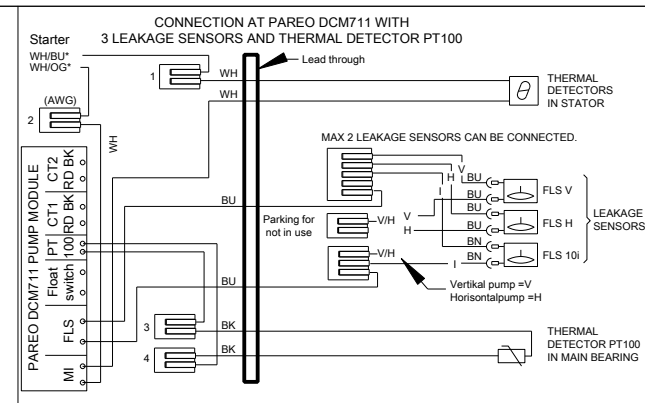 CONNECTION AT PAREO DCM711 WITH
3 LEAKAGE SENSORS AND THERMAL DETECTOR PT100
Starter
WH/BU*
WH/OG*
1
WH
WH
Lead through
THERMAL
DETECTORS
IN STATOR
(AWG)
2
WH
MAX 2 LEAKAGE SENSORS CAN BE CONNECTED.
PAREO DCM711 PUMP MODULE
CT2
RD BK
CT1
RD BK
PT
100
Float
switch
FLS
MI
BU
V
H
I
BU
BU
BU
BU
BN
BN
FLS V
FLS H
FLS 10i
LEAKAGE
SENSORS
Parking for
not in use
V/H
V
H
V/H
I
BU
Vertikal pump =V
Horisontalpump =H
3
BK
4
BK
THERMAL
DETECTOR PT100
IN MAIN BEARING